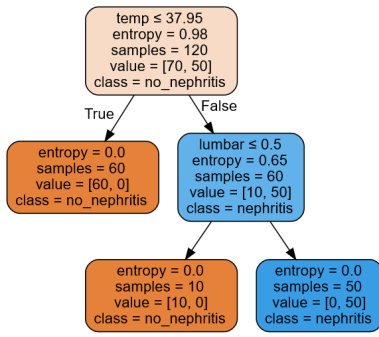 temp ≤ 37.95
entropy = 0.98
samples = 120
value = [70, 50]
class = no_nephritis
True
False
entropy = 0.0
samples = 60
value = [60, 0]
class = no_nephritis
lumbar ≤ 0.5
entropy = 0.65
samples = 60
value = [10, 50]
class = nephritis
entropy = 0.0
samples = 10
value = [10, 0]
class = no_nephritis
entropy = 0.0
samples = 50
value = [0, 50]
class = nephritis